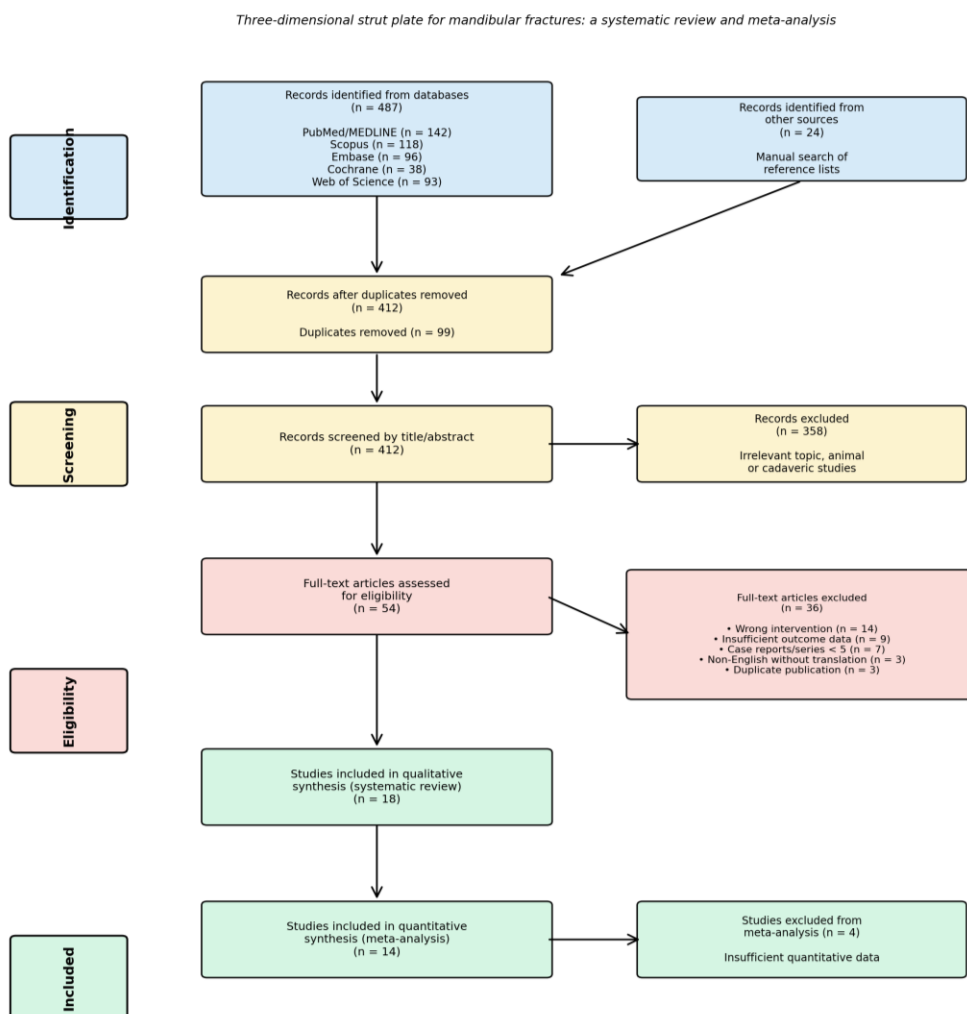 Three-dimensional strut plate for mandibular fractures: a systematic review and meta-analysis
Identification
Records identified from databases
(n = 487)
PubMed/MEDLINE (n = 142)
Scopus (n = 118)
Embase (n = 96)
Cochrane (n = 38)
Web of Science (n = 93)
Records identified from
other sources
(n = 24)
Manual search of
reference lists
Records after duplicates removed
(n = 412)
Duplicates removed (n = 99)
Screening
Records screened by title/abstract
(n = 412)
Records excluded
(n = 358)
Irrelevant topic, animal
or cadaveric studies
Full-text articles assessed
for eligibility
(n = 54)
Full-text articles excluded
(n = 36)
• Wrong intervention (n = 14)
• Insufficient outcome data (n = 9)
• Case reports/series < 5 (n = 7)
• Non-English without translation (n = 3)
• Duplicate publication (n = 3)
Eligibility
Studies included in qualitative
synthesis (systematic review)
(n = 18)
Included
Studies included in quantitative
synthesis (meta-analysis)
(n = 14)
Studies excluded from
meta-analysis (n = 4)
Insufficient quantitative data